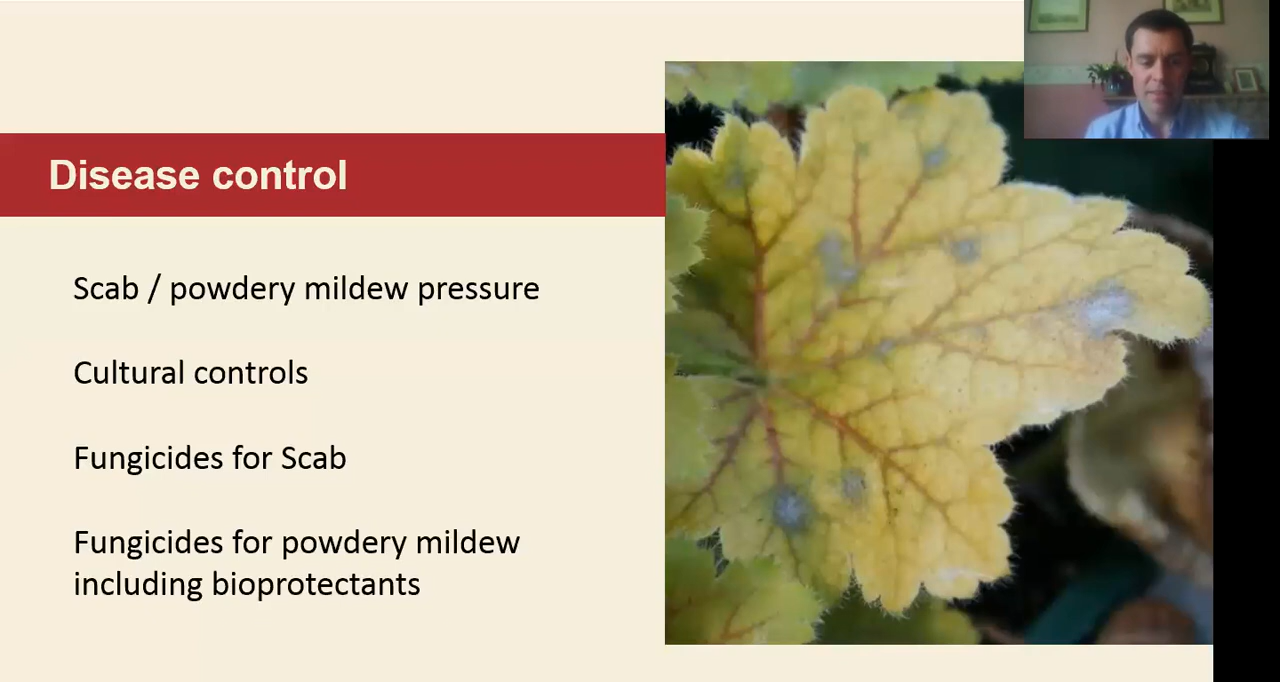 Disease control
Scab / powdery mildew pressure
Cultural controls
Fungicides for Scab
Fungicides for powdery mildew
including bioprotectants